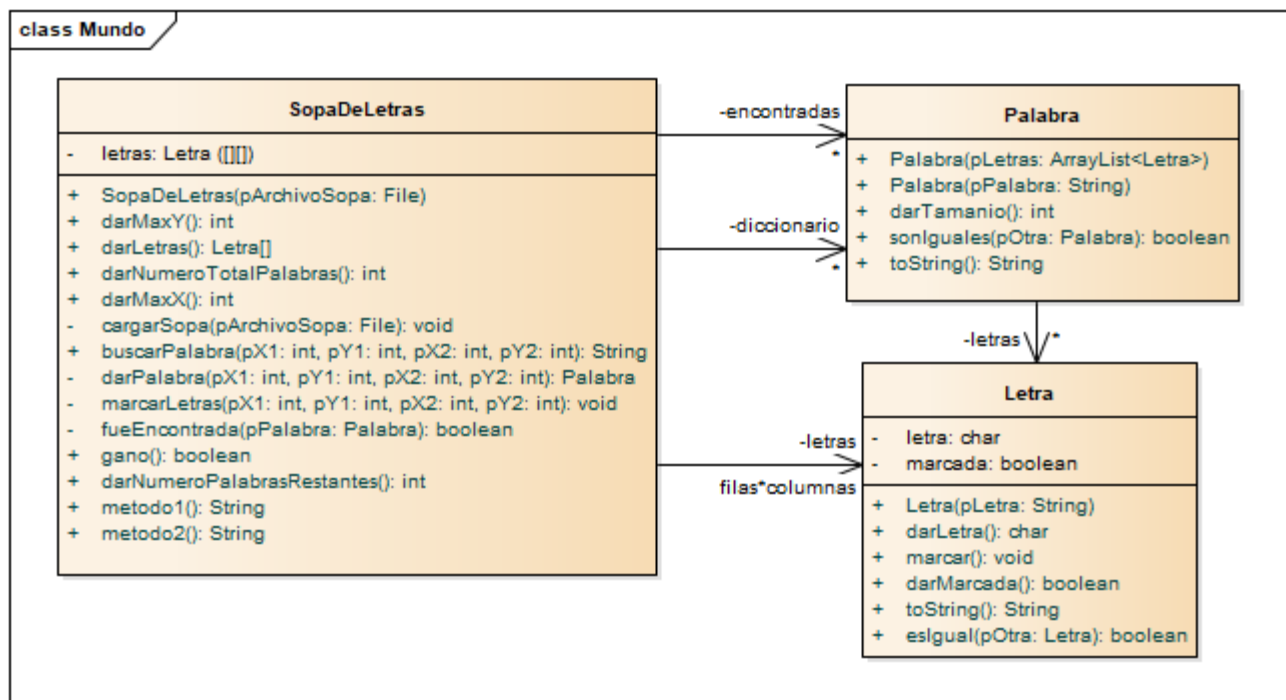 class Mundo
SopaDeLetras
- letras: Letra ([][])
+ SopaDeLetras(pArchivoSopa: File)
+ darMaxY(): int
+ darLetras(): Letra[]
+ darNumeroTotalPalabras(): int
+ darMaxX(): int
- cargarSopa(pArchivoSopa: File): void
+ buscarPalabra(pX1: int, pY1: int, pX2: int, pY2: int): String
- darPalabra(pX1: int, pY1: int, pX2: int, pY2: int): Palabra
- marcarLetras(pX1: int, pY1: int, pX2: int, pY2: int): void
- fueEncontrada(pPalabra: Palabra): boolean
+ gano(): boolean
+ darNumeroPalabrasRestantes(): int
+ metodo1(): String
+ metodo2(): String
-encontradas
*
-diccionario
*
Palabra
+ Palabra(pLetras: ArrayList<Letra>)
+ Palabra(pPalabra: String)
+ darTamanio(): int
+ sonIguales(pOtra: Palabra): boolean
+ toString(): String
-letras
*
-letras
filas*columnas
Letra
- letra: char
- marcada: boolean
+ Letra(pLetra: String)
+ darLetra(): char
+ marcar(): void
+ darMarcada(): boolean
+ toString(): String
+ esIgual(pOtra: Letra): boolean